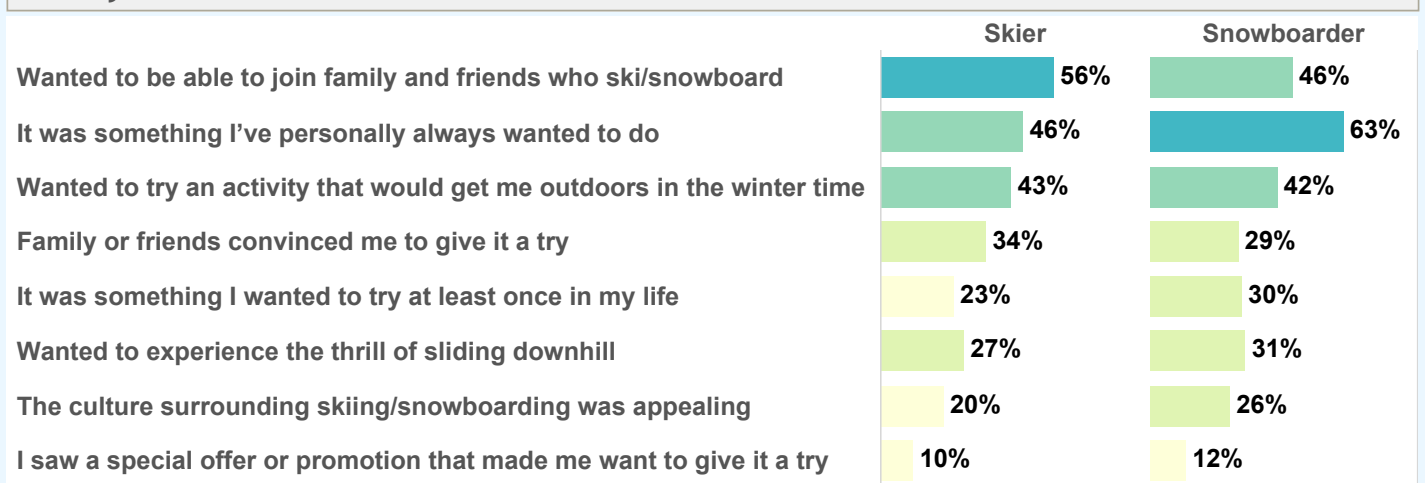 Skier Snowboarder
Wanted to be able to join family and friends who ski/snowboard 56% 46%
It was something I’ve personally always wanted to do 46% 63%
Wanted to try an activity that would get me outdoors in the winter time 43% 42%
Family or friends convinced me to give it a try 34% 29%
It was something I wanted to try at least once in my life 23% 30%
Wanted to experience the thrill of sliding downhill 27% 31%
The culture surrounding skiing/snowboarding was appealing 20% 26%
I saw a special offer or promotion that made me want to give it a try 10% 12%